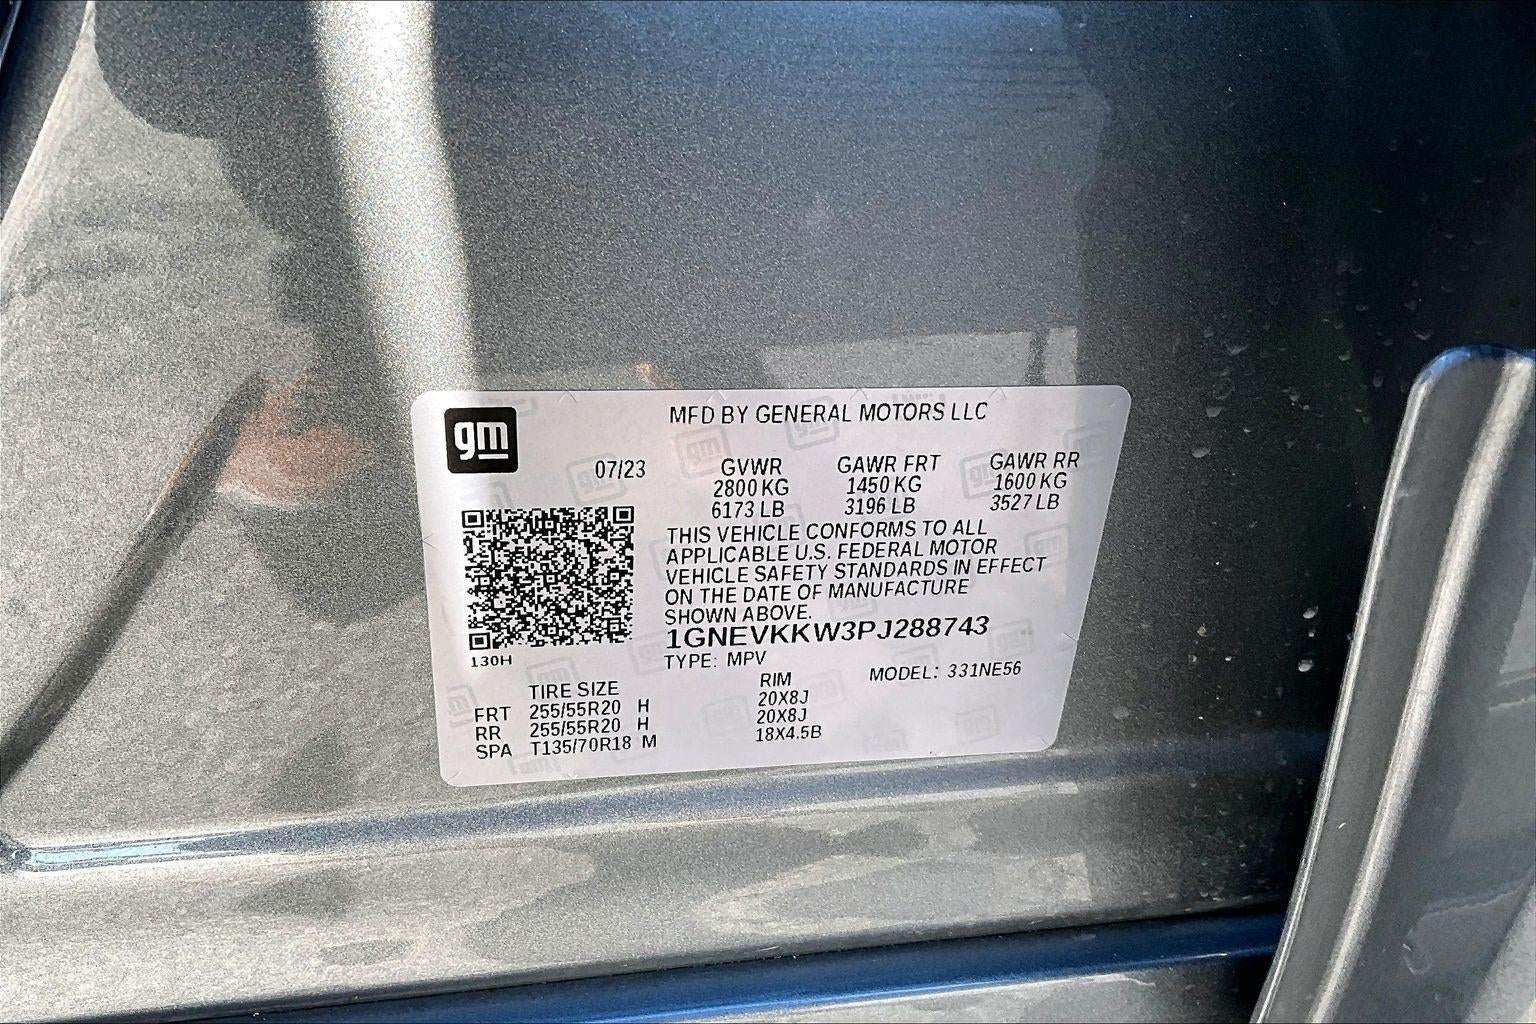 gm
MFD BY GENERAL MOTORS LLC
07/23 GVWR GAWR FRT GAWR RR
2800 KG 1450 KG 1600 KG
6173 LB 3196 LB 3527 LB
THIS VEHICLE CONFORMS TO ALL
APPLICABLE U.S. FEDERAL MOTOR
VEHICLE SAFETY STANDARDS IN EFFECT
ON THE DATE OF MANUFACTURE
SHOWN ABOVE.
1GNEVKKW3PJ288743
130H
TYPE: MPV MODEL: 331NE56
TIRE SIZE RIM
FRT 255/55R20 H 20X8J
RR 255/55R20 H 20X8J
SPA T135/70R18 M 18X4.5B